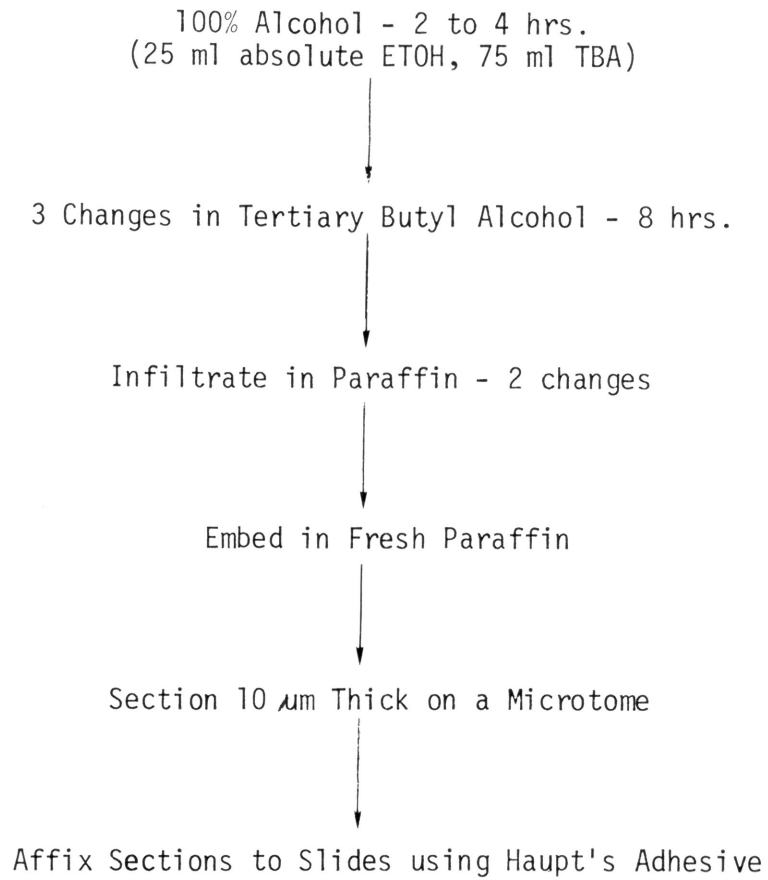 100% Alcohol - 2 to 4 hrs.
(25 ml absolute ETOH, 75 ml TBA)
3 Changes in Tertiary Butyl Alcohol - 8 hrs.
Infiltrate in Paraffin - 2 changes
Embed in Fresh Paraffin
Section 10 µm Thick on a Microtome
Affix Sections to Slides using Haupt's Adhesive